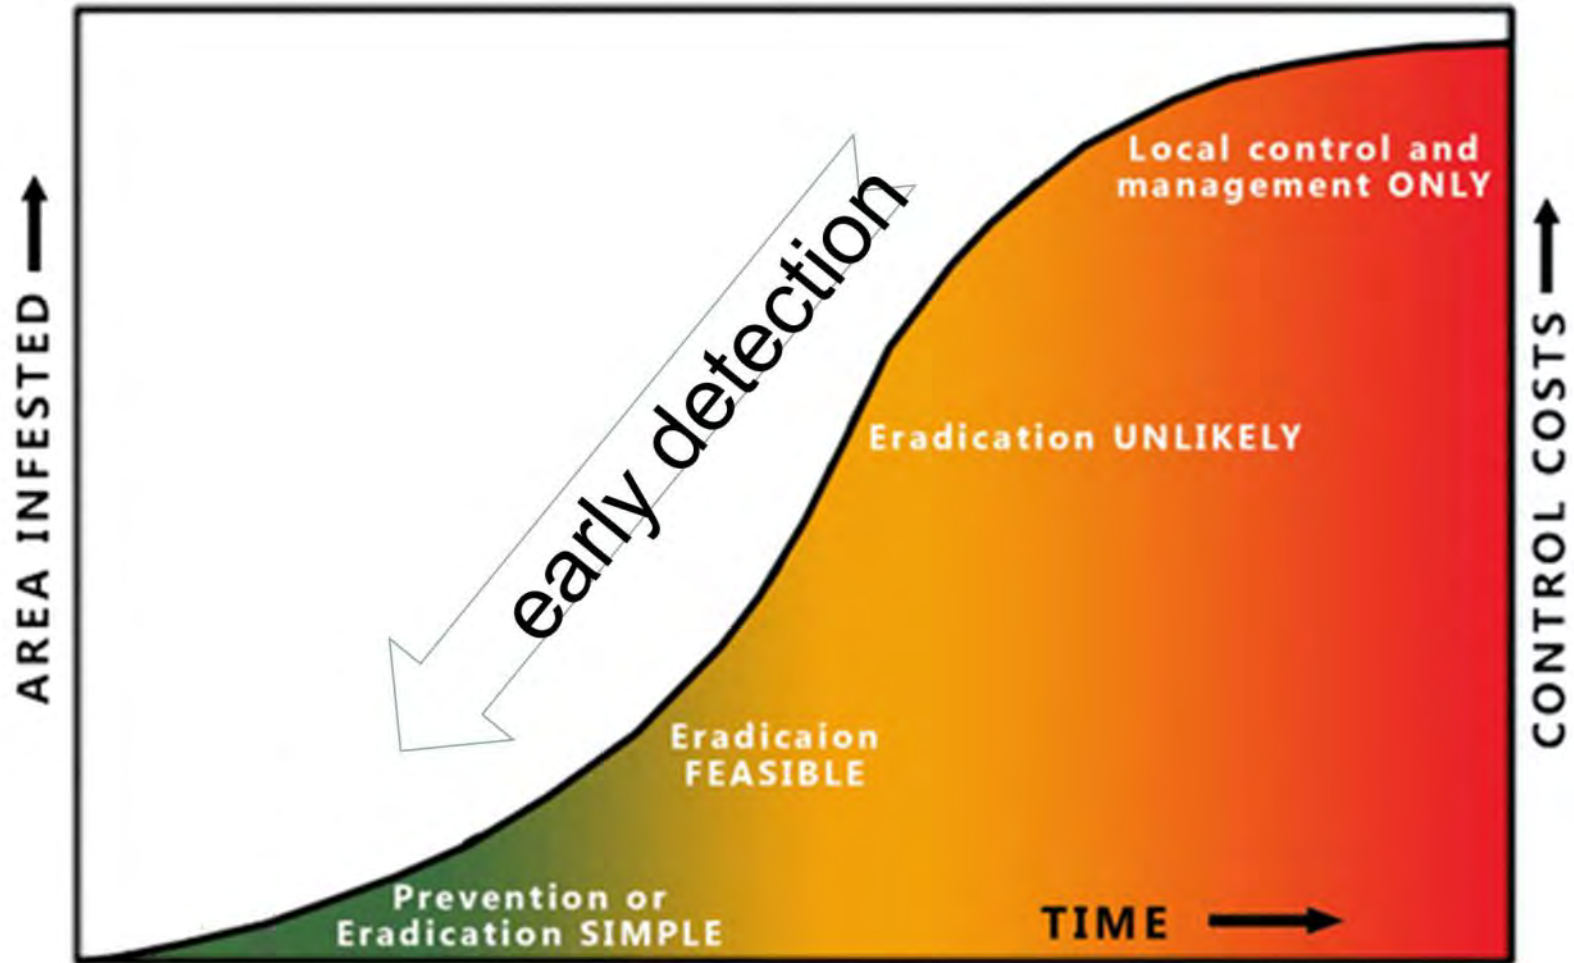 AREA INFESTED
early detection
Local control and
management ONLY
Eradication UNLIKELY
Eradicaion
FEASIBLE
Prevention or
Eradication SIMPLE
TIME
CONTROL COSTS